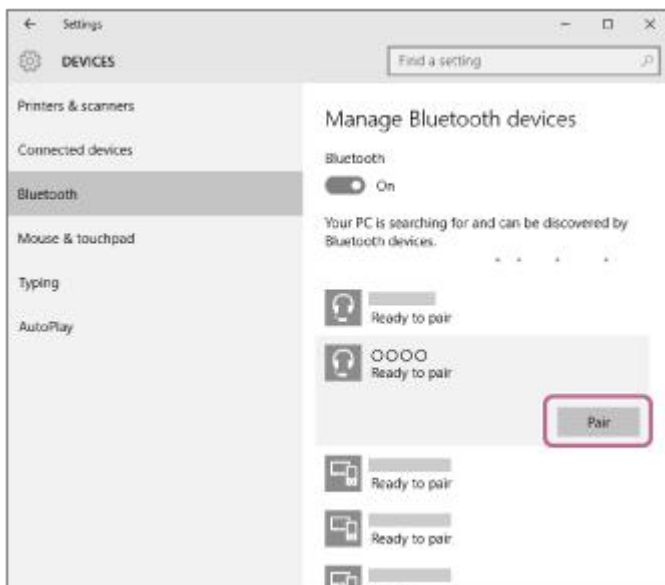 Settings
DEVICES
Find a setting
Printers & scanners
Connected devices
Bluetooth
Mouse & touchpad
Typing
AutoPlay
Manage Bluetooth devices
Bluetooth
On
Your PC is searching for and can be discovered by
Bluetooth devices.
Ready to pair
OOOO
Ready to pair
Pair
Ready to pair
Ready to pair